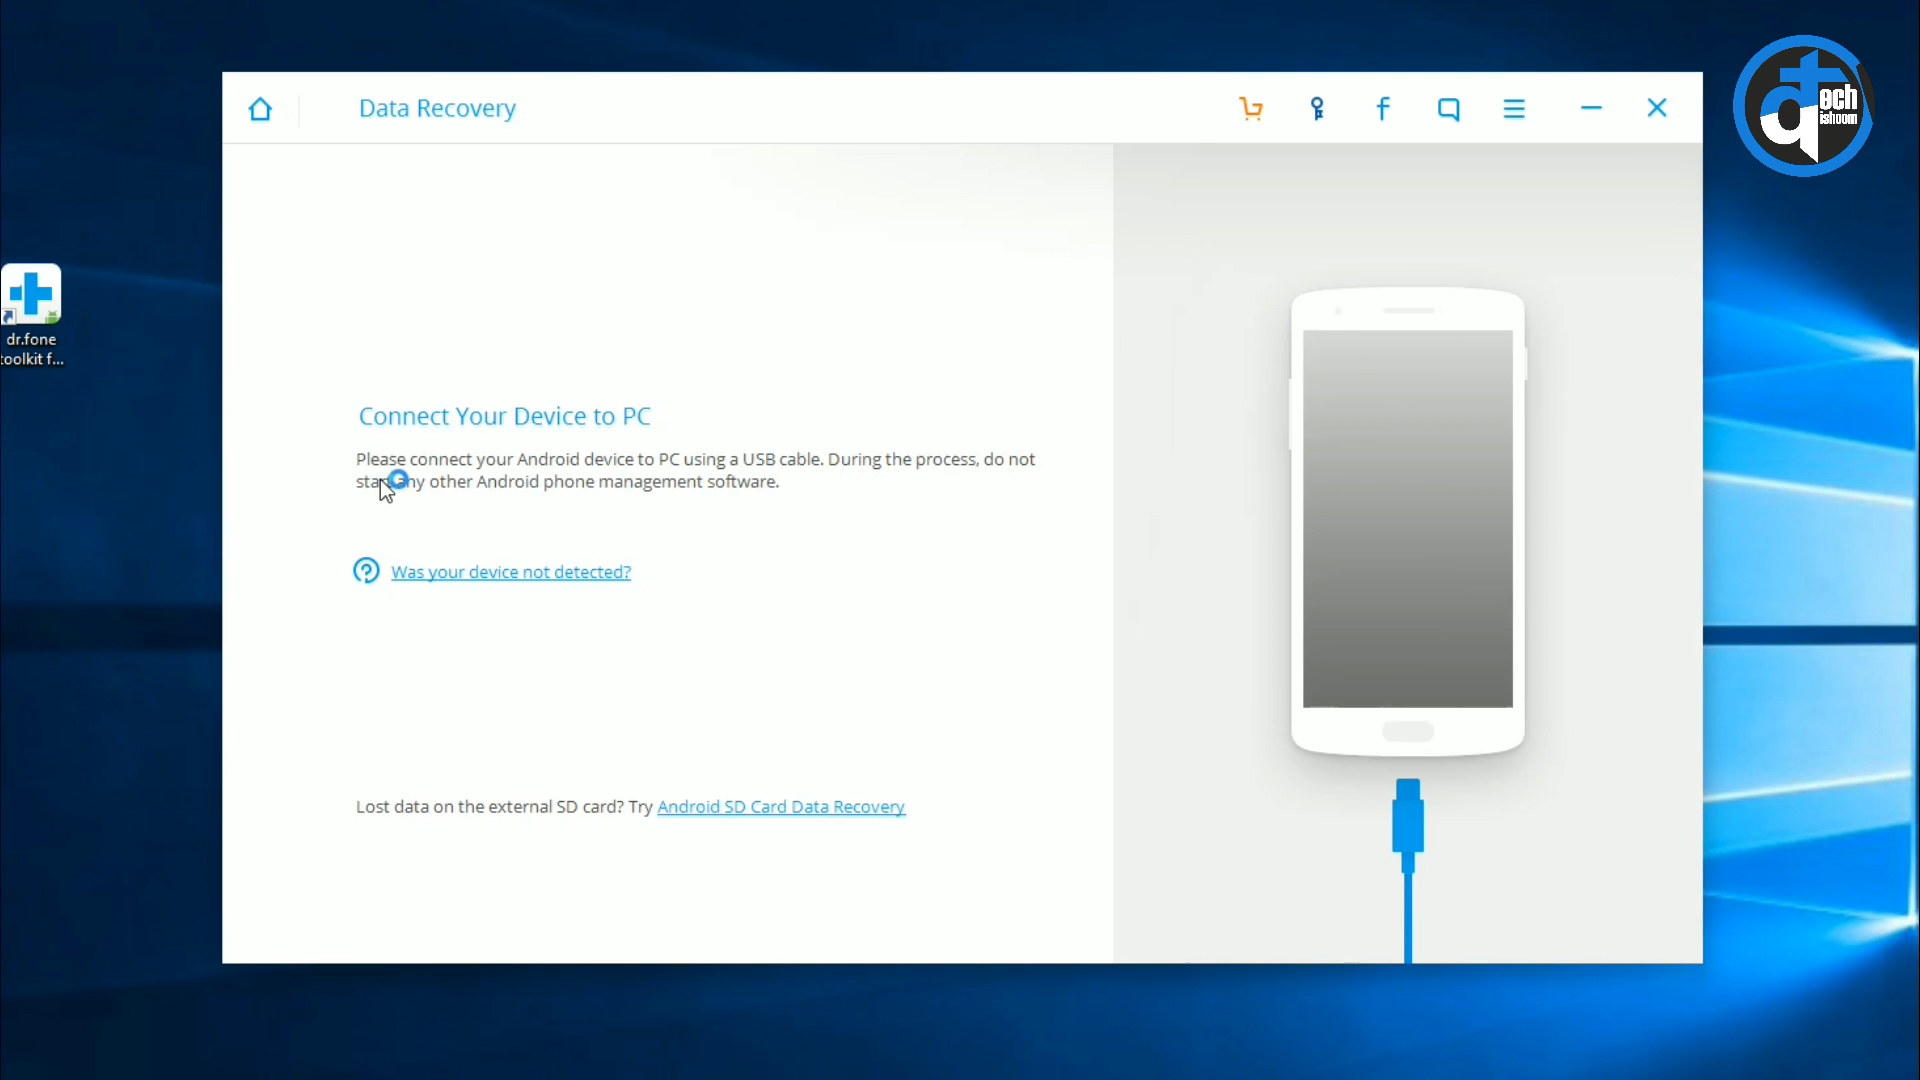 Data Recovery
ech
ishoom
dr.fone
toolkit f...
Connect Your Device to PC
Please connect your Android device to PC using a USB cable. During the process, do not
start any other Android phone management software.
Was your device not detected?
Lost data on the external SD card? Try Android SD Card Data Recovery